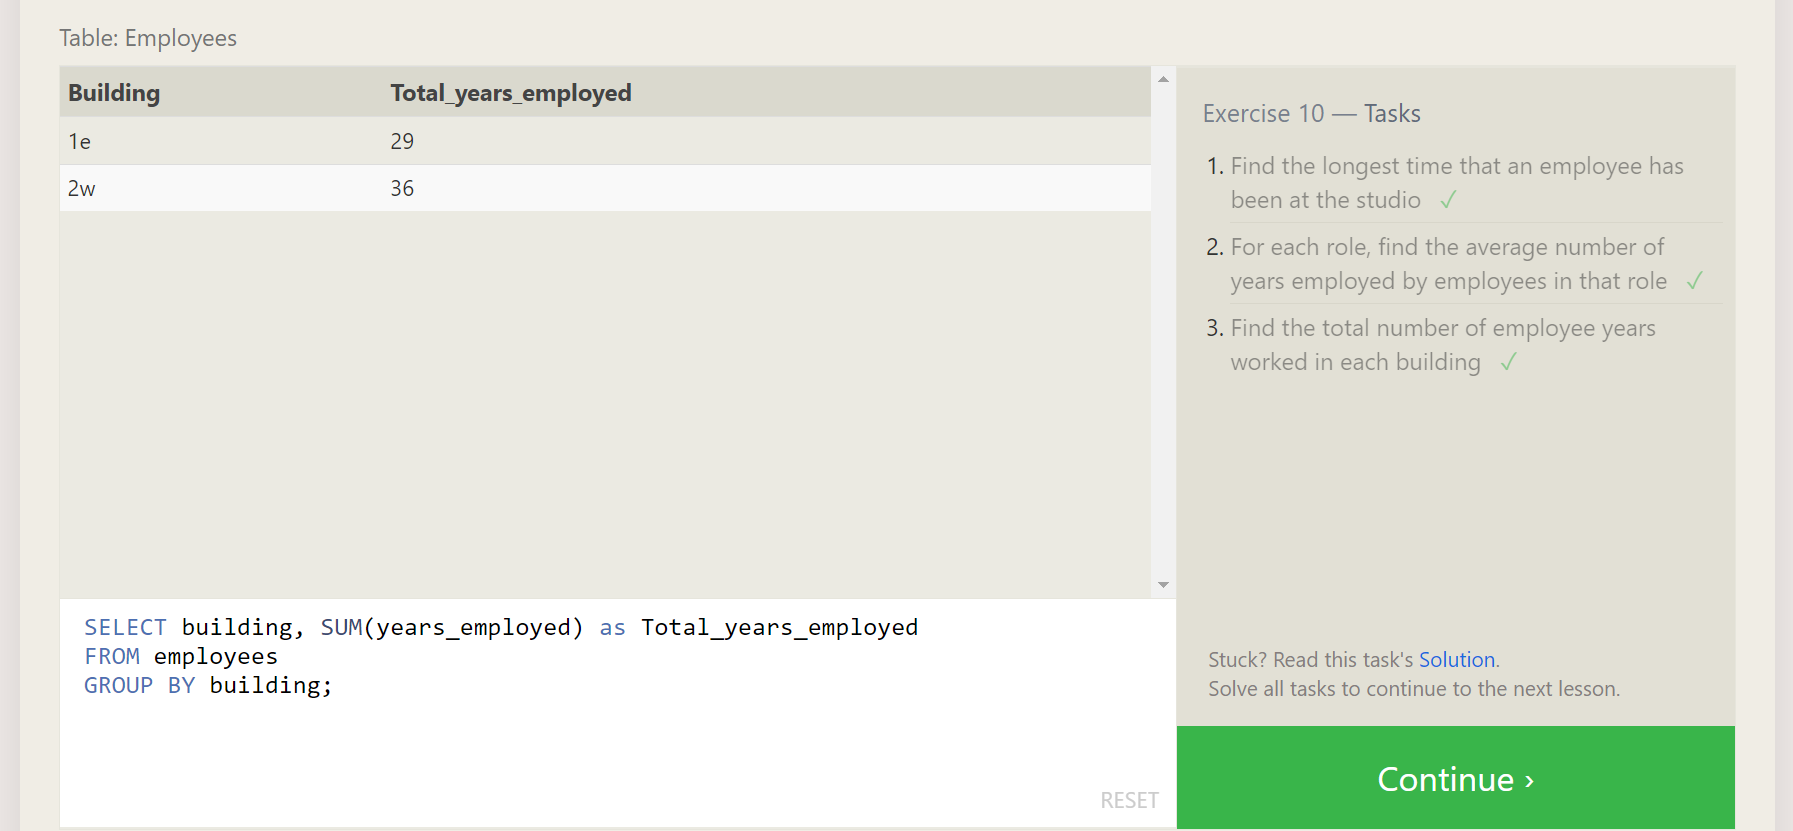 Table: Employees
Building Total_years_employed
1e 29
2w 36
SELECT building, SUM(years_employed) as Total_years_employed
FROM employees
GROUP BY building;
RESET
Exercise 10 — Tasks
1. Find the longest time that an employee has
been at the studio ✓
2. For each role, find the average number of
years employed by employees in that role ✓
3. Find the total number of employee years
worked in each building ✓
Stuck? Read this task's Solution.
Solve all tasks to continue to the next lesson.
Continue ›